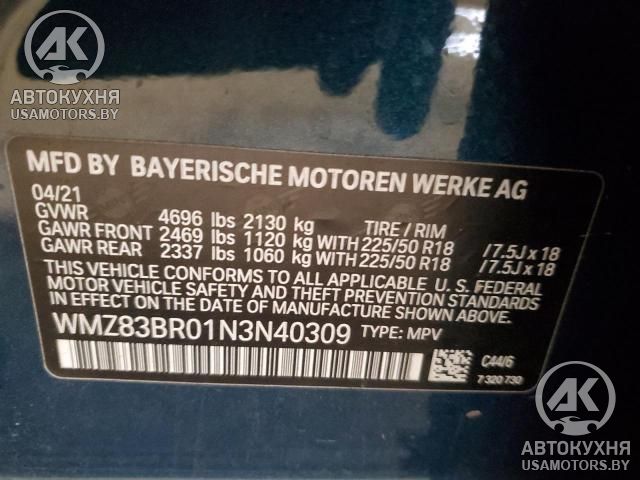 AK
АВТОКУХНЯ
USAMOTORS.BY
MFD BY BAYERISCHE MOTOREN WERKE AG
04/21
GVWR 4696 lbs 2130 kg TIRE / RIM
GAWR FRONT 2469 lbs 1120 kg WITH 225/50 R18 /7.5J x 18
GAWR REAR 2337 lbs 1060 kg WITH 225/50 R18 /7.5J x 18
THIS VEHICLE CONFORMS TO ALL APPLICABLE U. S. FEDERAL
MOTOR VEHICLE SAFETY AND THEFT PREVENTION STANDARDS
IN EFFECT ON THE DATE OF MANUFACTURE SHOWN ABOVE
WMZ83BR01N3N40309 TYPE: MPV
C44/6
7 320 730
AK
АВТОКУХНЯ
USAMOTORS.BY